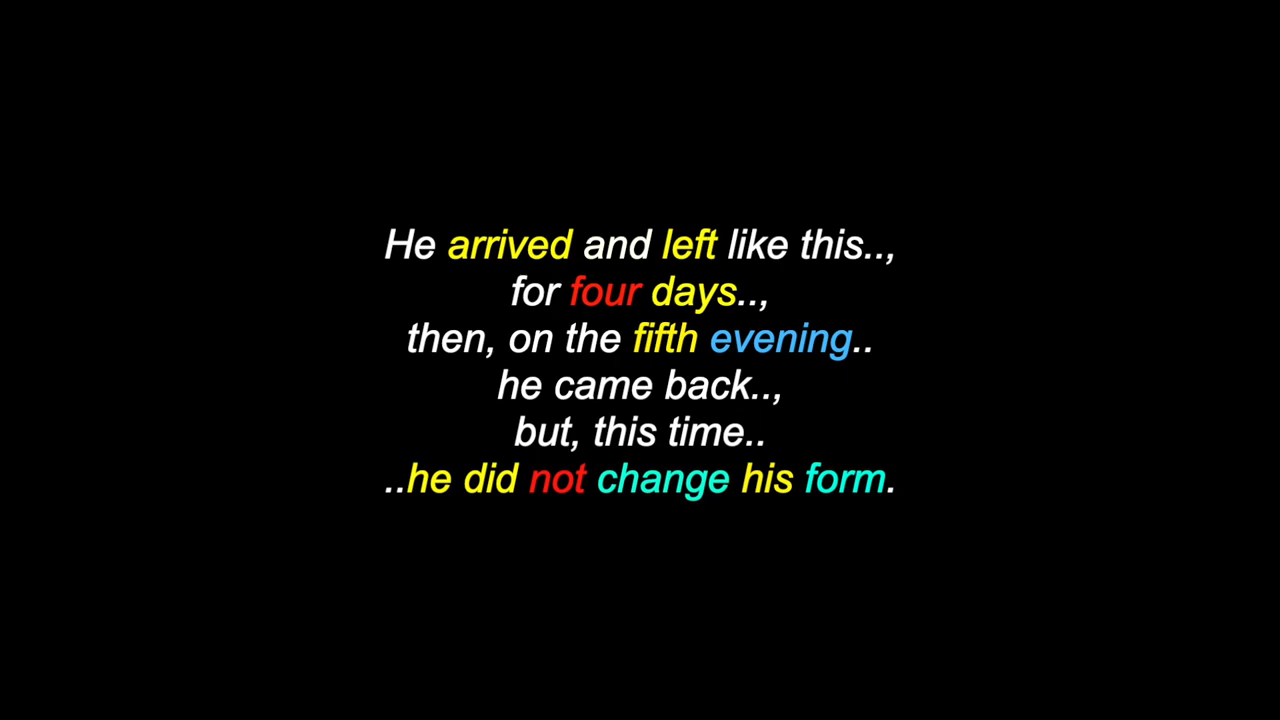 He arrived and left like this..,
for four days..,
then, on the fifth evening..
he came back..,
but, this time..
..he did not change his form.